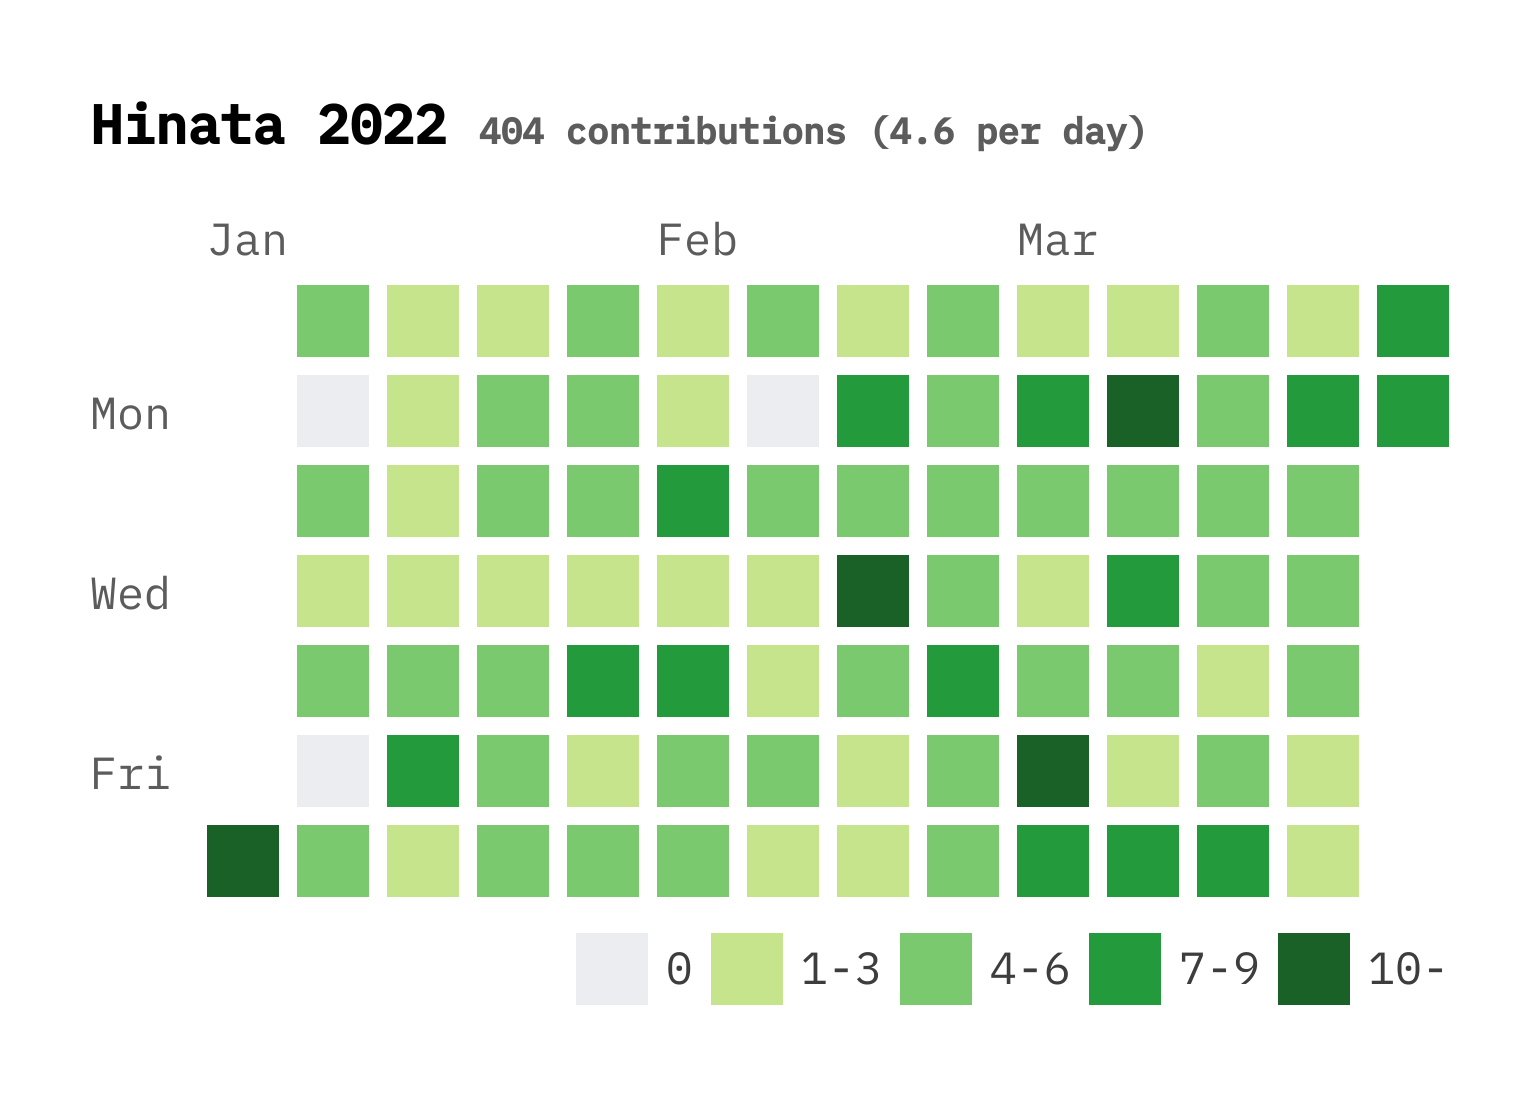 Hinata 2022 404 contributions (4.6 per day)
Jan Feb Mar
Mon
Wed
Fri
0 1-3 4-6 7-9 10-